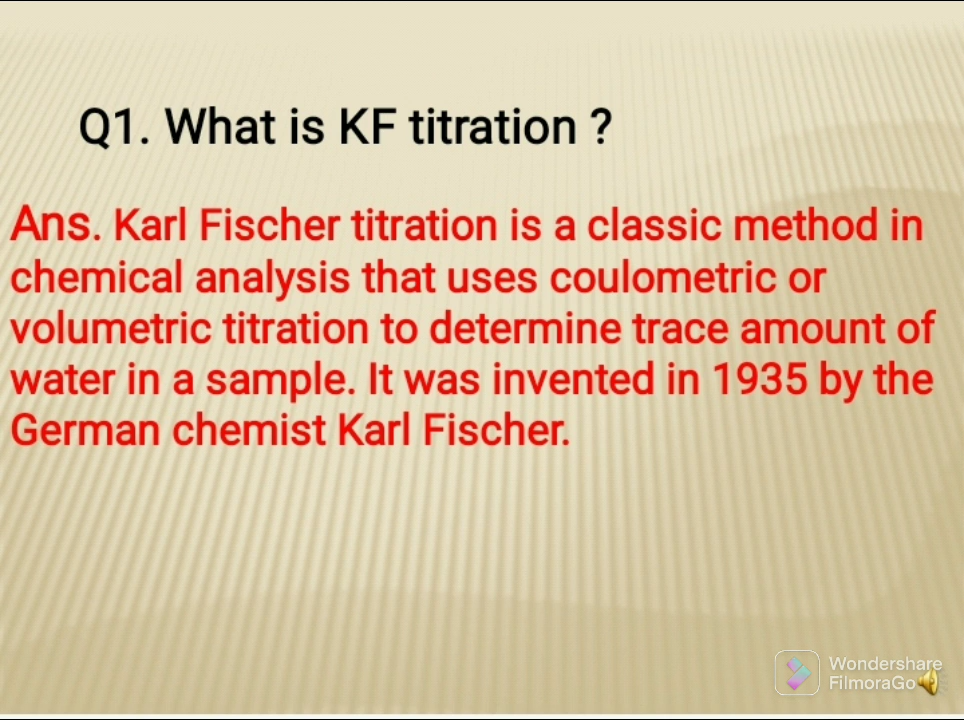 Q1. What is KF titration ?
Ans. Karl Fischer titration is a classic method in
chemical analysis that uses coulometric or
volumetric titration to determine trace amount of
water in a sample. It was invented in 1935 by the
German chemist Karl Fischer.
Wondershare
FilmoraGo